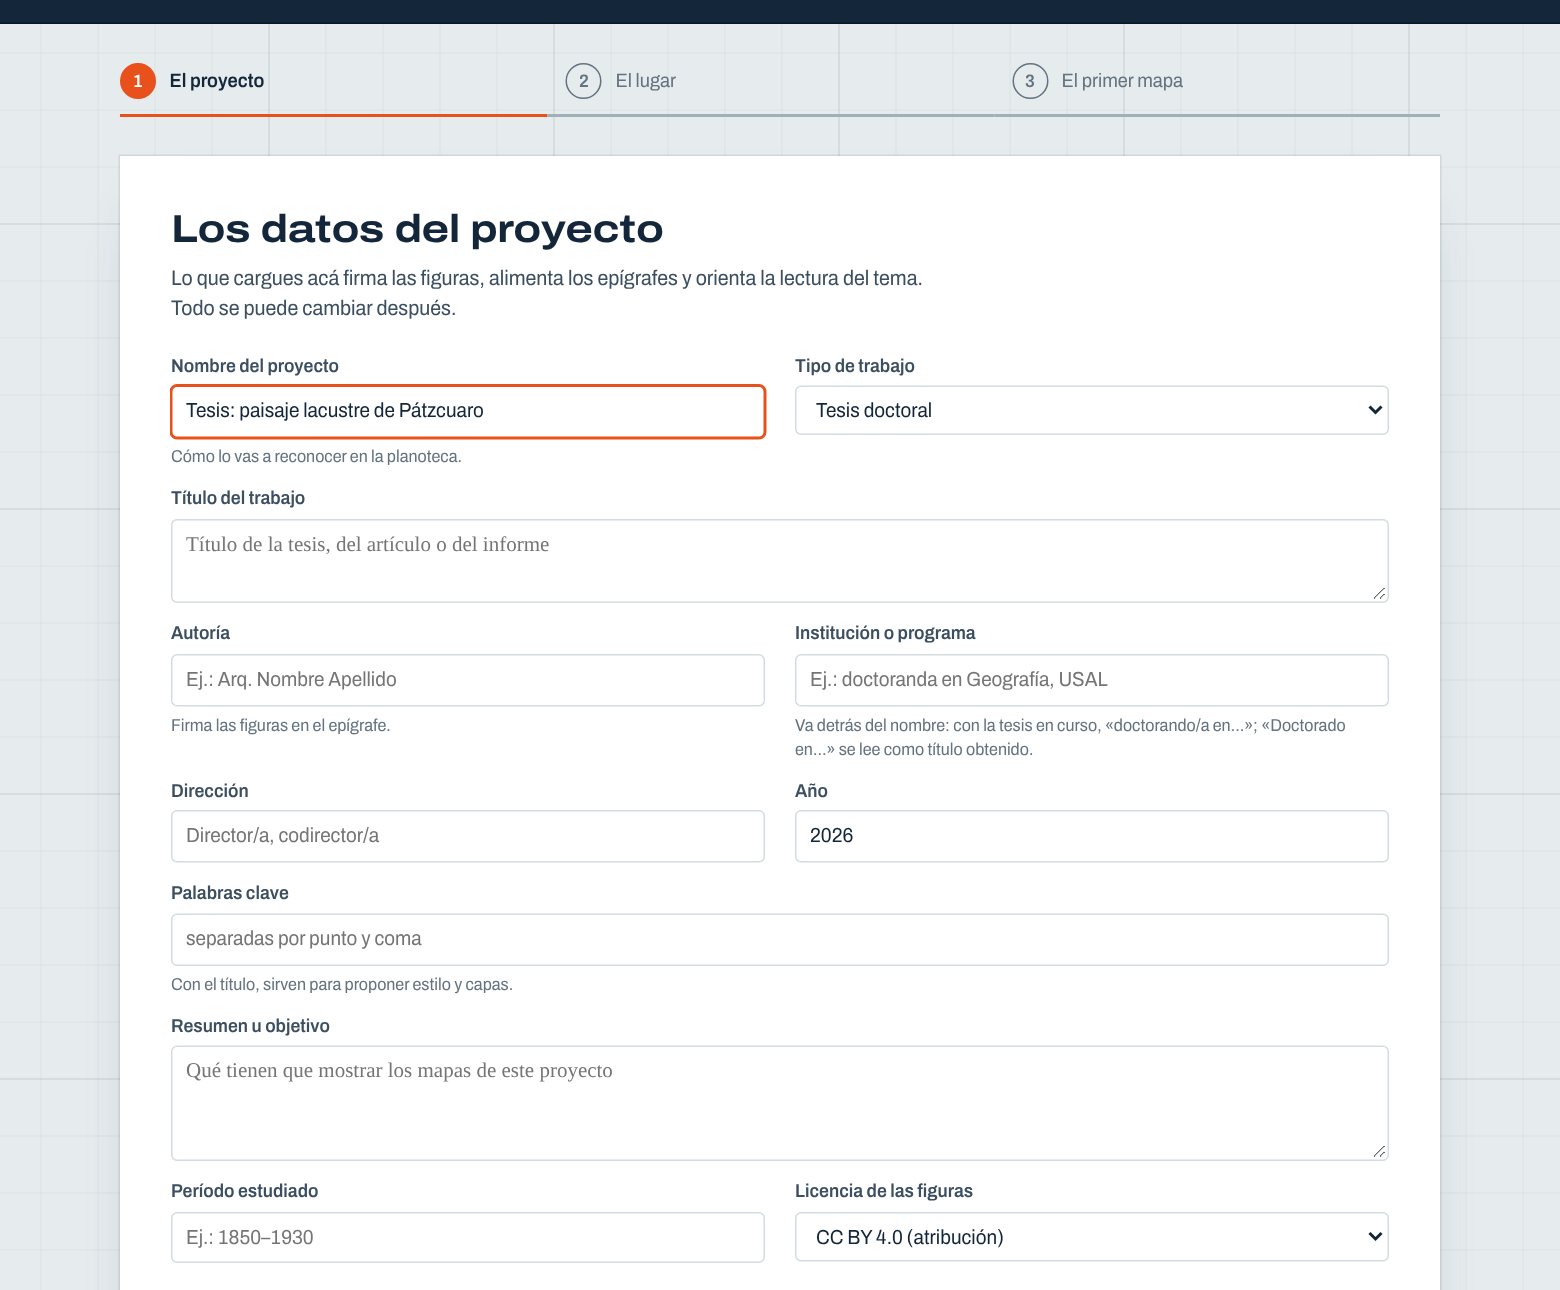 1 El proyecto
2 El lugar
3 El primer mapa
Los datos del proyecto
Lo que cargues acá firma las figuras, alimenta los epígrafes y orienta la lectura del tema.
Todo se puede cambiar después.
Nombre del proyecto
Tesis: paisaje lacustre de Pátzcuaro
Cómo lo vas a reconocer en la planoteca.
Tipo de trabajo
Tesis doctoral
Título del trabajo
Título de la tesis, del artículo o del informe
Autoría
Ej.: Arq. Nombre Apellido
Firma las figuras en el epígrafe.
Institución o programa
Ej.: doctoranda en Geografía, USAL
Va detrás del nombre: con la tesis en curso, «doctorando/a en…»; «Doctorado
en…» se lee como título obtenido.
Dirección
Director/a, codirector/a
Año
2026
Palabras clave
separadas por punto y coma
Con el título, sirven para proponer estilo y capas.
Resumen u objetivo
Qué tienen que mostrar los mapas de este proyecto
Período estudiado
Ej.: 1850–1930
Licencia de las figuras
CC BY 4.0 (atribución)